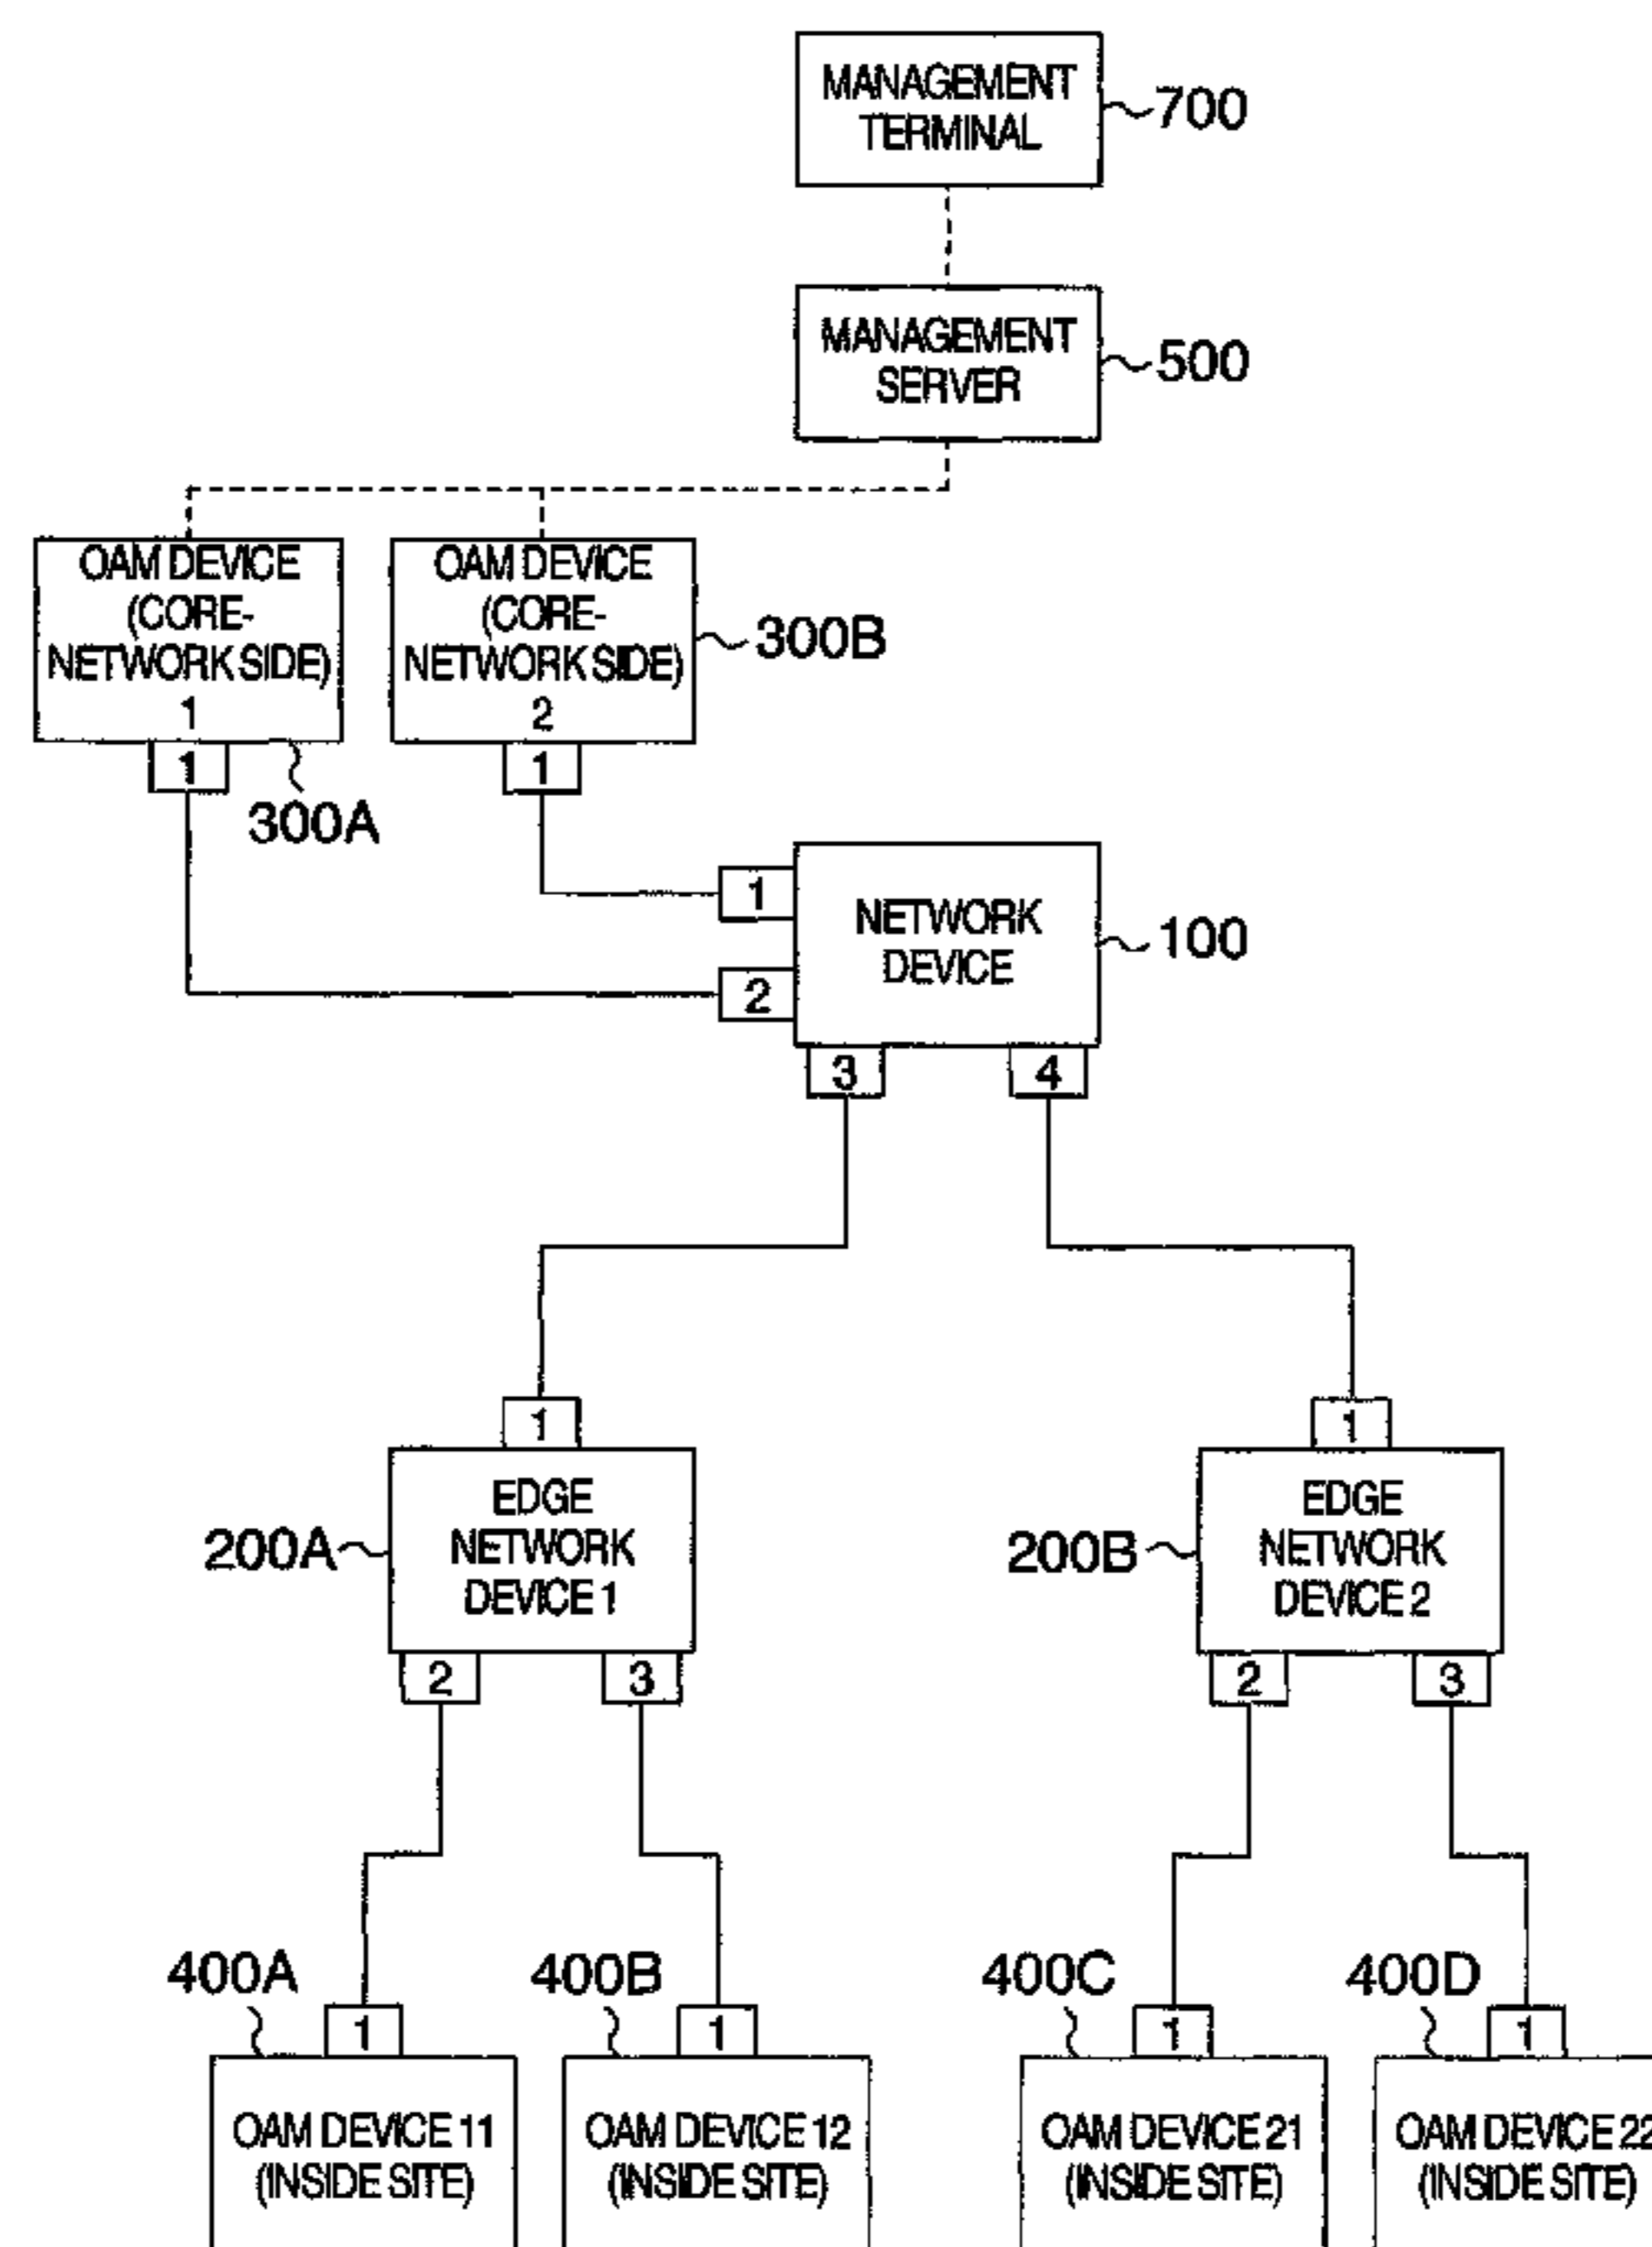 MANAGEMENT
TERMINAL
700
MANAGEMENT
SERVER
500
OAM DEVICE
(CORE-
NETWORK SIDE)
1
1
300A
OAM DEVICE
(CORE-
NETWORK SIDE)
2
1
300B
1
2
NETWORK
DEVICE
100
3
4
1
EDGE
NETWORK
DEVICE 1
200A
2
3
1
EDGE
NETWORK
DEVICE 2
200B
2
3
400A
1
OAM DEVICE 11
(INSIDE SITE)
400B
1
OAM DEVICE 12
(INSIDE SITE)
400C
1
OAM DEVICE 21
(INSIDE SITE)
400D
1
OAM DEVICE 22
(INSIDE SITE)